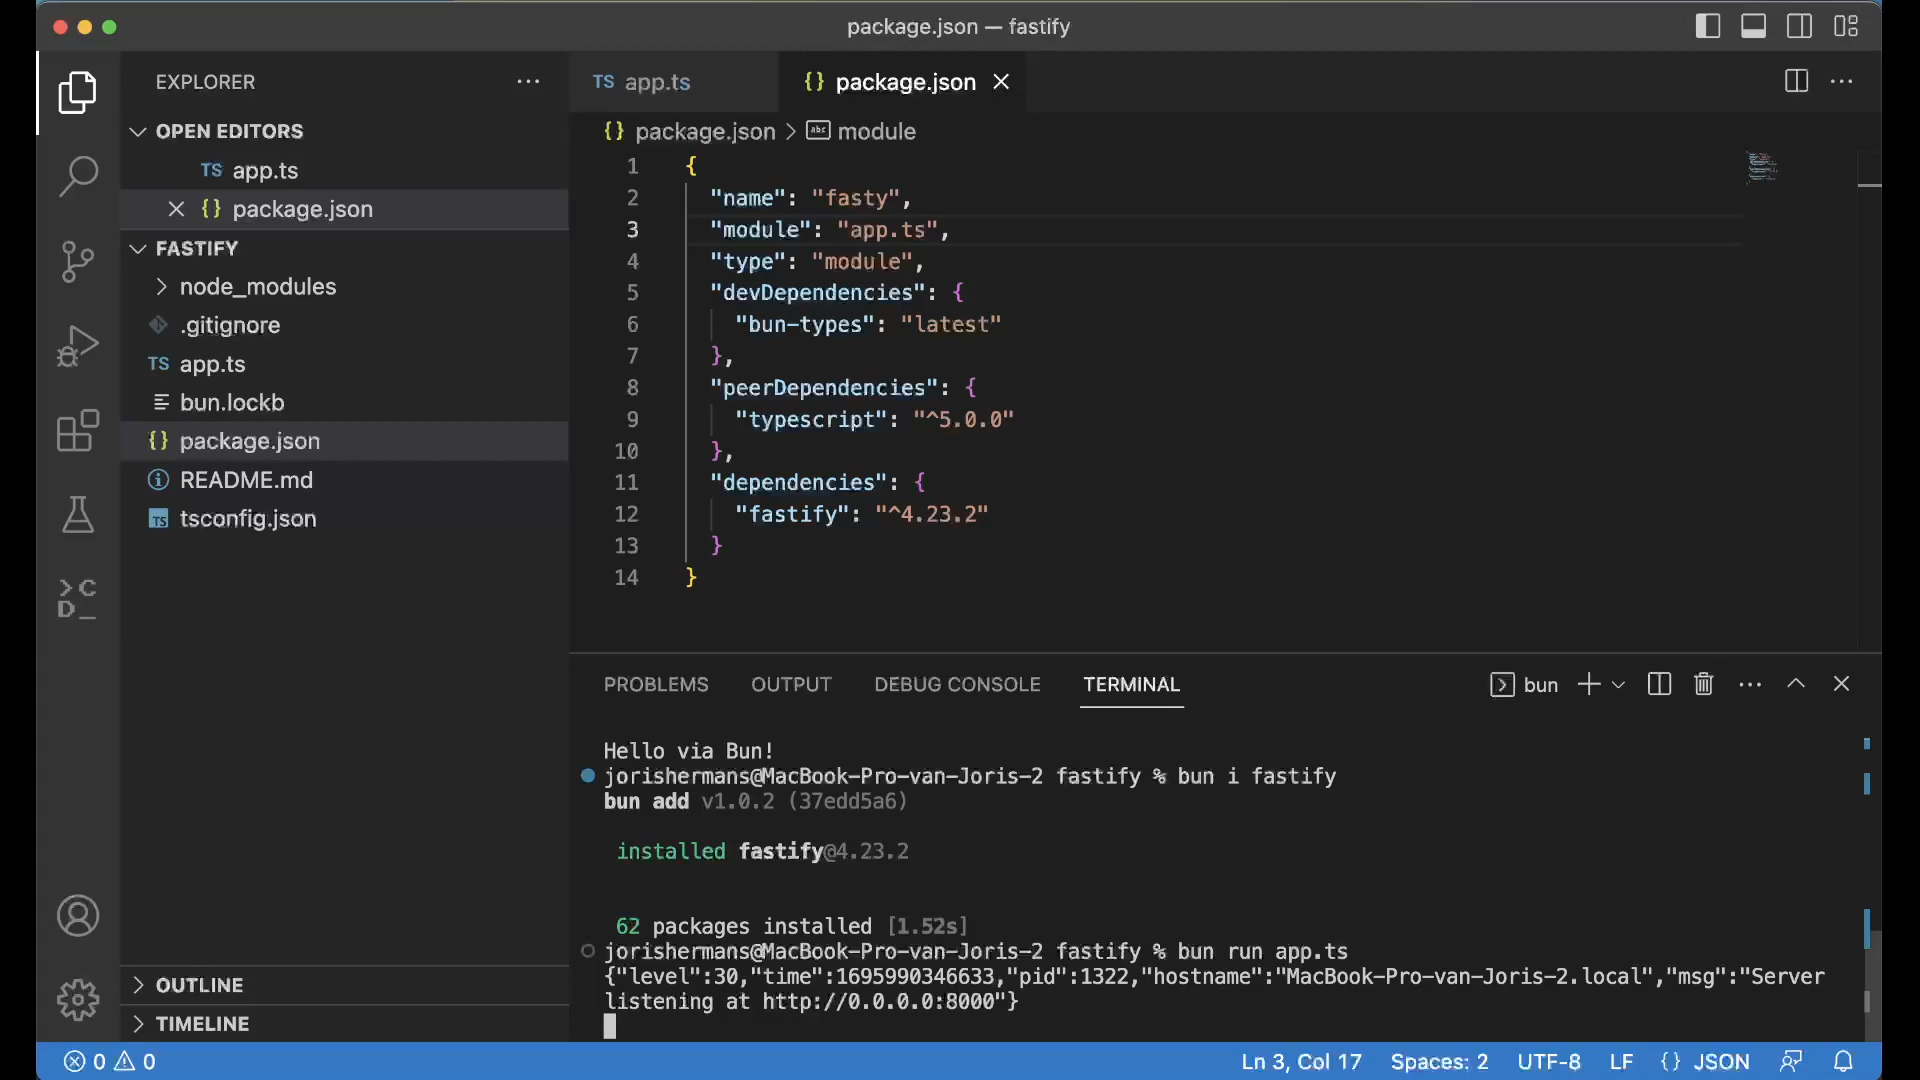 package.json — fastify
EXPLORER
OPEN EDITORS
TS app.ts
{} package.json
FASTIFY
node_modules
.gitignore
TS app.ts
bun.lockb
{} package.json
README.md
TS tsconfig.json
OUTLINE
TIMELINE
TS app.ts
{} package.json
{} package.json > abc module
1 {
2 "name": "fasty",
3 "module": "app.ts",
4 "type": "module",
5 "devDependencies": {
6 "bun-types": "latest"
7 },
8 "peerDependencies": {
9 "typescript": "^5.0.0"
10 },
11 "dependencies": {
12 "fastify": "^4.23.2"
13 }
14 }
PROBLEMS OUTPUT DEBUG CONSOLE TERMINAL
bun
Hello via Bun!
jorishermans@MacBook-Pro-van-Joris-2 fastify % bun i fastify
bun add v1.0.2 (37edd5a6)
installed fastify@4.23.2
62 packages installed [1.52s]
jorishermans@MacBook-Pro-van-Joris-2 fastify % bun run app.ts
{"level":30,"time":1695990346633,"pid":1322,"hostname":"MacBook-Pro-van-Joris-2.local","msg":"Server
listening at http://0.0.0.0:8000"}
0 0
Ln 3, Col 17 Spaces: 2 UTF-8 LF {} JSON